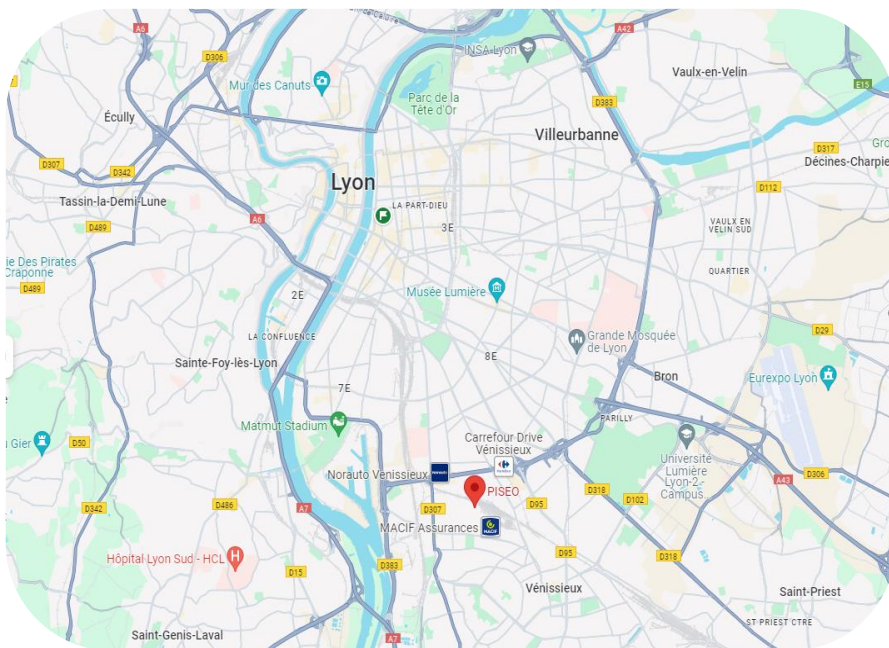 A6
A42
INSA Lyon
D306
Vaulx-en-Velin
Mur des Canuts
E15
Parc de la
Tête d'Or
D383
Écully
Villeurbanne
Gro
D317
D307
D342
Décines-Charpie
Lyon
D112
Tassin-la-Demi-Lune
LA PART-DIEU
A6
D489
3E
VAULX EN
VELIN SUD
ie Des Pirates
Craponne
QUARTIER
D489
2E
Musée Lumière
D29
LA CONFLUENCE
Grande Mosquée
de Lyon
8E
Sainte-Foy-lès-Lyon
Bron
Eurexpo Lyon
7E
PARILLY
Matmut Stadium
Carrefour Drive
Vénissieux
u Gier
D50
Université
Lumière
Lyon-2,
Campus...
Norauto Venissieux
D306
A43
PISEO
D318
D102
D486
D342
A7
D307
D95
MACiF Assurances
MACIF
D95
D318
Hôpital Lyon Sud - HCL
D15
D383
Vénissieux
Saint-Priest
ST PRIEST CTRE
Saint-Genis-Laval
A7